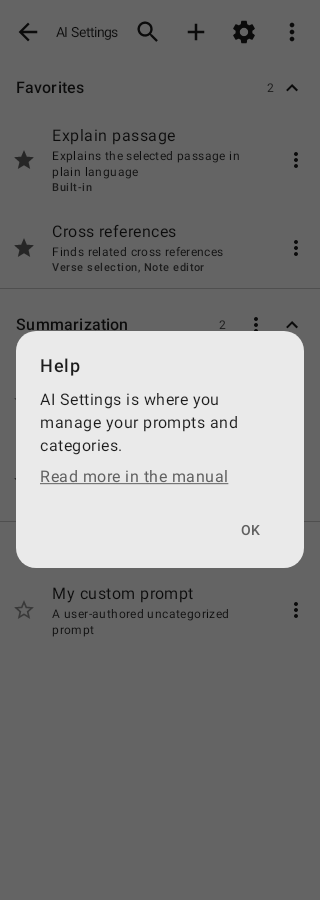 AI Settings
Favorites
2
Explain passage
Explains the selected passage in
plain language
Built-in
Cross references
Finds related cross references
Verse selection, Note editor
Summarization
2
Help
AI Settings is where you
manage your prompts and
categories.
Read more in the manual
OK
My custom prompt
A user-authored uncategorized
prompt